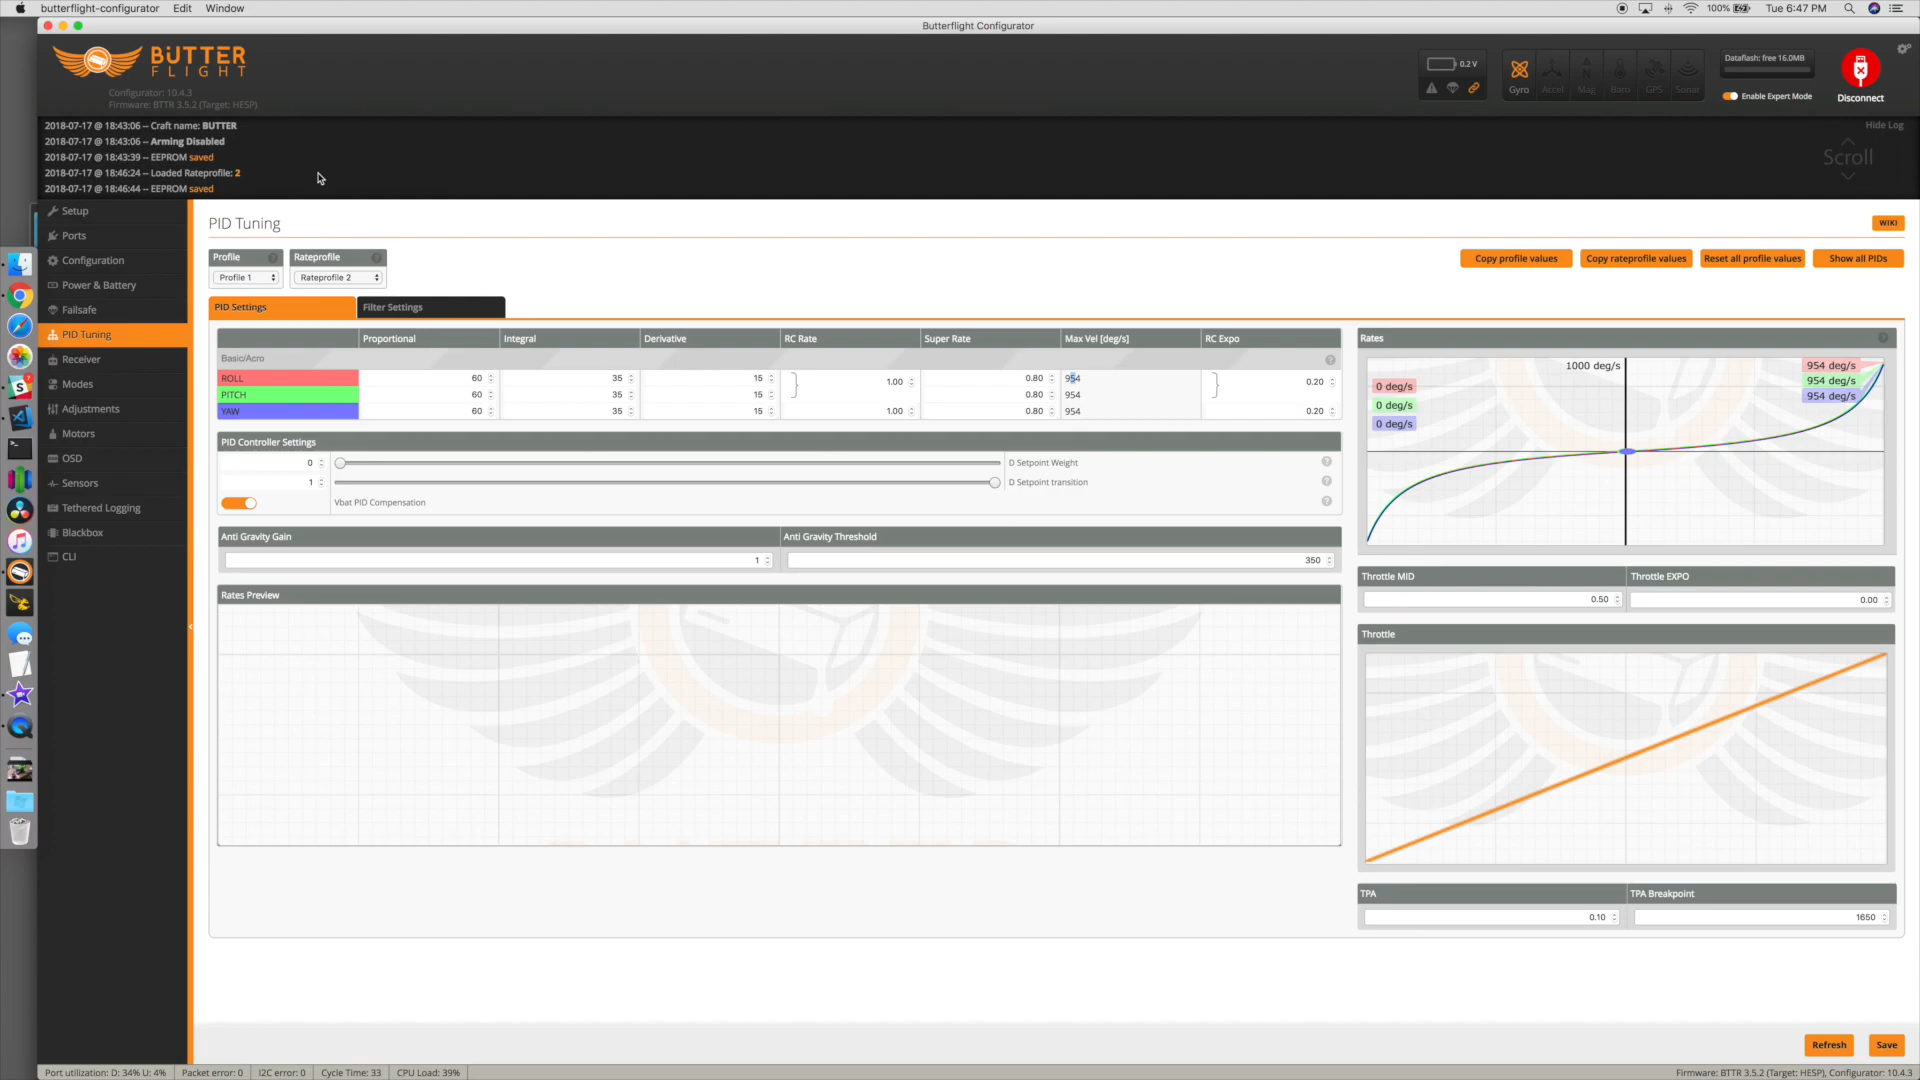 butterflight-configurator Edit Window 100% Tue 6:47 PM
Butterflight Configurator
BUTTER
FLIGHT
Configurator: 10.4.3
Firmware: BTTR 3.5.2 (Target: HESP)
0.2 V
Gyro Accel Mag Baro GPS Sonar
Dataflash: free 16.0MB
Enable Expert Mode
Disconnect
2018-07-17 @ 18:43:06 -- Craft name: BUTTER
2018-07-17 @ 18:43:06 -- Arming Disabled
2018-07-17 @ 18:43:39 -- EEPROM saved
2018-07-17 @ 18:46:24 -- Loaded Rateprofile: 2
2018-07-17 @ 18:46:44 -- EEPROM saved
Hide Log
Scroll
Setup
Ports
Configuration
Power & Battery
Failsafe
PID Tuning
Receiver
Modes
Adjustments
Motors
OSD
Sensors
Tethered Logging
Blackbox
CLI
PID Tuning
WIKI
Profile Rateprofile
Profile 1 Rateprofile 2
Copy profile values Copy rateprofile values Reset all profile values Show all PIDs
PID Settings Filter Settings
Proportional Integral Derivative RC Rate Super Rate Max Vel [deg/s] RC Expo
Basic/Acro
ROLL 60 35 15 1.00 0.80 954 0.20
PITCH 60 35 15 0.80 954
YAW 60 35 15 1.00 0.80 954 0.20
PID Controller Settings
0 D Setpoint Weight
1 D Setpoint transition
Vbat PID Compensation
Anti Gravity Gain Anti Gravity Threshold
1 350
Rates Preview
Rates
1000 deg/s
954 deg/s
954 deg/s
954 deg/s
0 deg/s
0 deg/s
0 deg/s
Throttle MID Throttle EXPO
0.50 0.00
Throttle
TPA TPA Breakpoint
0.10 1650
Refresh Save
Port utilization: D: 34% U: 4% Packet error: 0 I2C error: 0 Cycle Time: 33 CPU Load: 39% Firmware: BTTR 3.5.2 (Target: HESP), Configurator: 10.4.3